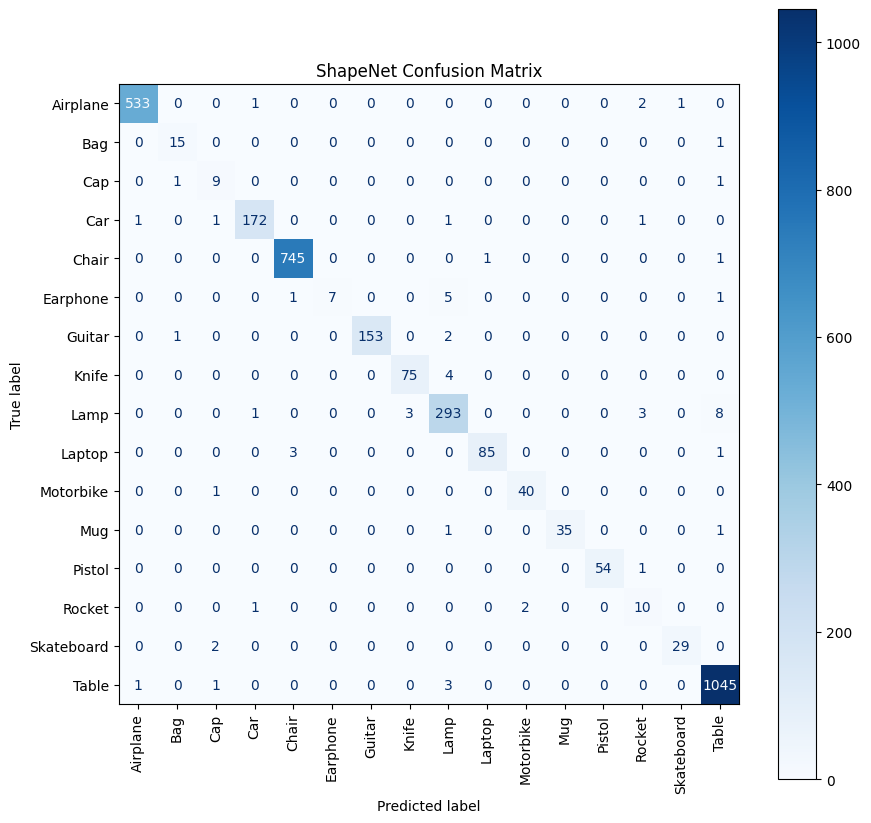 ShapeNet Confusion Matrix
Airplane 533 0 0 1 0 0 0 0 0 0 0 0 0 2 1 0
Bag 0 15 0 0 0 0 0 0 0 0 0 0 0 0 0 1
Cap 0 1 9 0 0 0 0 0 0 0 0 0 0 0 0 1
Car 1 0 1 172 0 0 0 0 1 0 0 0 0 1 0 0
Chair 0 0 0 0 745 0 0 0 0 1 0 0 0 0 0 1
Earphone 0 0 0 0 1 7 0 0 5 0 0 0 0 0 0 1
Guitar 0 1 0 0 0 0 153 0 2 0 0 0 0 0 0 0
Knife 0 0 0 0 0 0 0 75 4 0 0 0 0 0 0 0
Lamp 0 0 0 1 0 0 0 3 293 0 0 0 0 3 0 8
Laptop 0 0 0 0 3 0 0 0 0 85 0 0 0 0 0 1
Motorbike 0 0 1 0 0 0 0 0 0 0 40 0 0 0 0 0
Mug 0 0 0 0 0 0 0 0 1 0 0 35 0 0 0 1
Pistol 0 0 0 0 0 0 0 0 0 0 0 0 54 1 0 0
Rocket 0 0 0 1 0 0 0 0 0 0 2 0 0 10 0 0
Skateboard 0 0 2 0 0 0 0 0 0 0 0 0 0 0 29 0
Table 1 0 1 0 0 0 0 0 3 0 0 0 0 0 0 1045
Airplane Bag Cap Car Chair Earphone Guitar Knife Lamp Laptop Motorbike Mug Pistol Rocket Skateboard Table
Predicted label
True label
1000
800
600
400
200
0